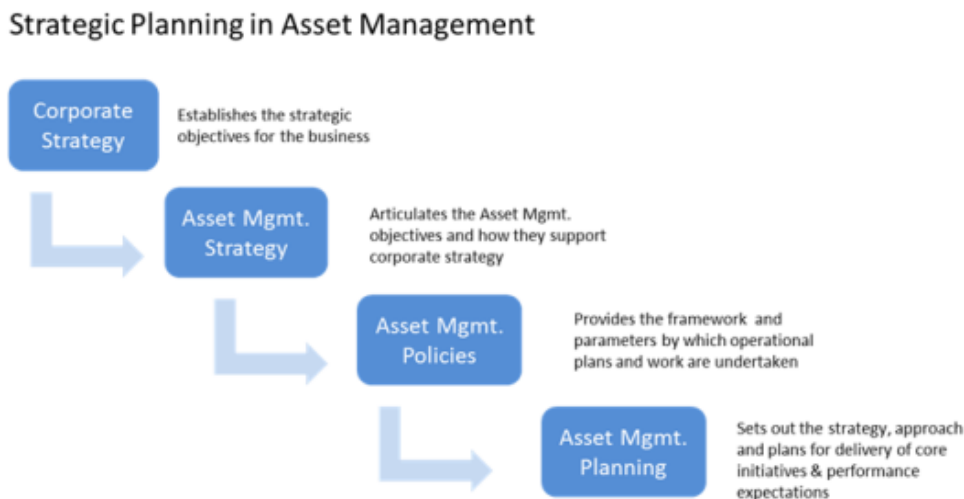 Strategic Planning in Asset Management
Corporate
Strategy
Establishes the strategic
objectives for the business
Asset Mgmt.
Strategy
Articulates the Asset Mgmt.
objectives and how they support
corporate strategy
Asset Mgmt.
Policies
Provides the framework and
parameters by which operational
plans and work are undertaken
Asset Mgmt.
Planning
Sets out the strategy, approach
and plans for delivery of core
initiatives & performance
expectations